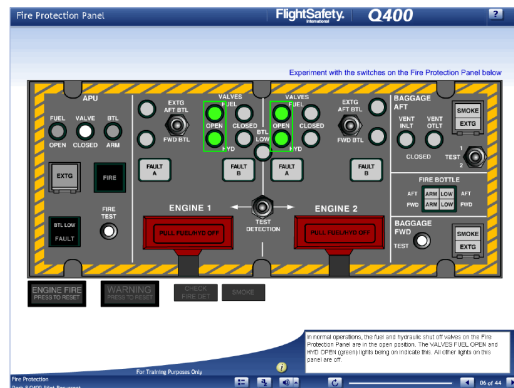 Fire Protection Panel
FlightSafety.
international
Q400
?
Experiment with the switches on the Fire Protection Panel below
APU
FUEL VALVE BTL
OPEN CLOSED ARM
EXTG
FIRE
BTL LOW
FAULT
FIRE
TEST
EXTG
AFT BTL
FWD BTL
VALVES
FUEL
OPEN CLOSED
HYD
FAULT
A
FAULT
B
ENGINE 1
PULL FUEL/HYD OFF
BTL
LOW
TEST
DETECTION
VALVES
FUEL
OPEN CLOSED
HYD
EXTG
AFT BTL
FWD BTL
FAULT
A
FAULT
B
ENGINE 2
PULL FUEL/HYD OFF
BAGGAGE
AFT
VENT VENT
INLT OTLT
CLOSED
SMOKE
EXTG
TEST
1
2
FIRE BOTTLE
AFT ARM LOW AFT
FWD ARM LOW FWD
BAGGAGE
FWD
TEST
SMOKE
EXTG
ENGINE FIRE
PRESS TO RESET
WARNING
PRESS TO RESET
CHECK
FIRE DET
SMOKE
In normal operations, the fuel and hydraulic shut off valves on the
Fire Protection Panel are in the open position. The VALVES FUEL OPEN and
HYD OPEN (green) lights being on indicate this. All other lights on this
panel are off.
For Training Purposes Only
Fire Protection
06 of 44